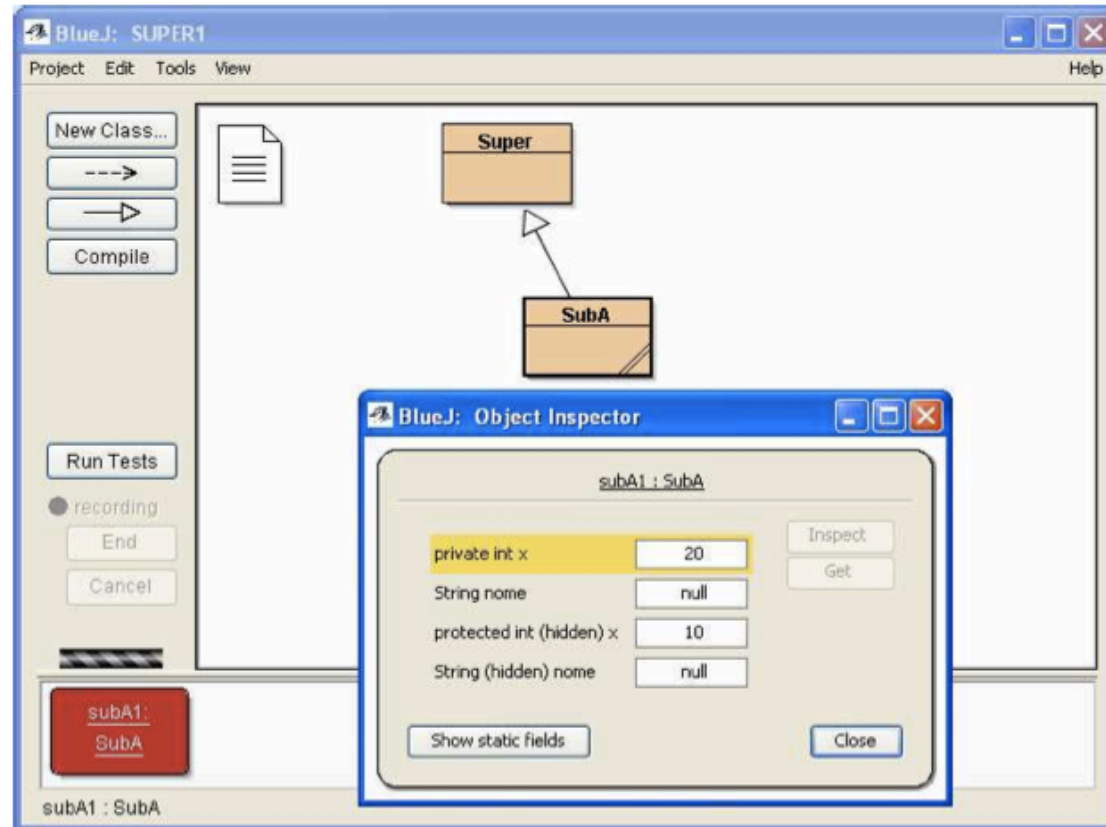 BlueJ: SUPER1
Project Edit Tools View Help
New Class...
Compile
Super
SubA
Run Tests
recording
End
Cancel
BlueJ: Object Inspector
subA1 : SubA
private int x 20
String nome null
protected int (hidden) x 10
String (hidden) nome null
Inspect
Get
Show static fields
Close
subA1:
SubA
subA1 : SubA